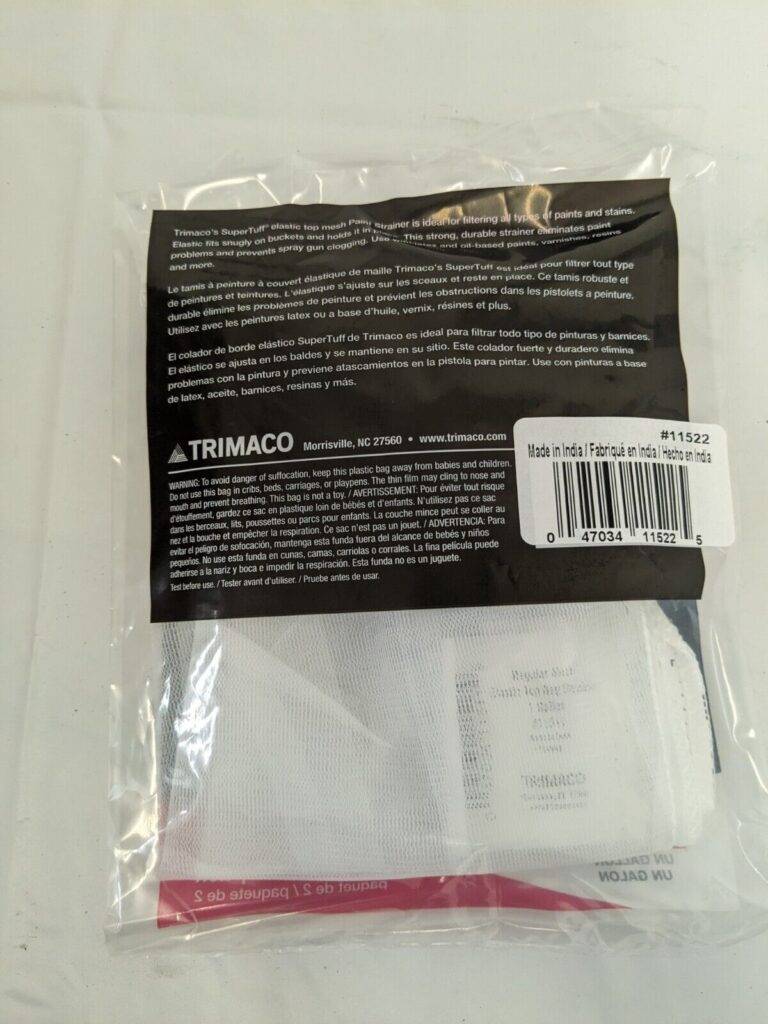 Trimaco's SuperTuff® elastic top mesh Paint Strainer is ideal for filtering all types of paints and stains.
Elastic fits snugly on buckets and holds it in This strong, durable strainer eliminates paint
problems and prevents spray gun clogging. Use and oil-based paints, varnishes, resins
and more.
Le tamis à peinture à couvert élastique de maille Trimaco's SuperTuff est idéal pour filtrer tout type
de peintures et teintures. L'élastique s'ajuste sur les sceaux et reste en place. Ce tamis robuste et
durable élimine les problèmes de peinture et prévient les obstructions dans les pistolets a peinture.
Utilisez avec les peintures latex ou a base d'huile, vernix, résines et plus.
El colador de borde elástico SuperTuff de Trimaco es ideal para filtrar todo tipo de pinturas y barnices.
El elástico se ajusta en los baldes y se mantiene en su sitio. Este colador fuerte y duradero elimina
problemas con la pintura y previene atascamientos en la pistola para pintar. Use con pinturas a base
de latex, aceite, barnices, resinas y más.
TRIMACO Morrisville, NC 27560 • www.trimaco.com
#11522
Made in India / Fabriqué en India / Hecho en India
0 47034 11522 5
WARNING: To avoid danger of suffocation, keep this plastic bag away from babies and children.
Do not use this bag in cribs, beds, carriages, or playpens. The thin film may cling to nose and
mouth and prevent breathing. This bag is not a toy. / AVERTISSEMENT: Pour éviter tout risque
d'étouffement, gardez ce sac en plastique loin de bébés et d'enfants. N'utilizez pas ce sac
dans les berceaux, lits, poussettes ou parcs pour enfants. La couche mince peut se coller au
nez et la bouche et empêcher la respiration. Ce sac n'est pas un jouet. / ADVERTENCIA: Para
evitar el peligro de sofocación, mantenga esta funda fuera del alcance de bebés y niños
pequeños. No use esta funda en cunas, camas, carriolas o corrales. La fina película puede
adherirse a la nariz y boca e impedir la respiración. Esta funda no es un juguete.
Test before use. / Tester avant d'utiliser. / Pruebe antes de usar.
Regular Mesh
Elastic Top Bag Strainer
1 Gallon
TRIMACO
UN GALLON
UN GALON
paquet de 2 / paquete de 2